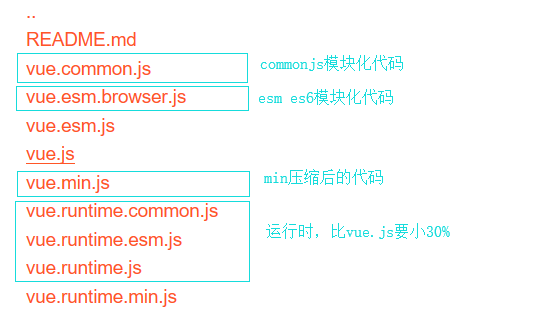 ..
README.md
vue.common.js commonjs模块化代码
vue.esm.browser.js esm es6模块化代码
vue.esm.js
vue.js
vue.min.js min压缩后的代码
vue.runtime.common.js
vue.runtime.esm.js 运行时，比vue.js要小30%
vue.runtime.js
vue.runtime.min.js